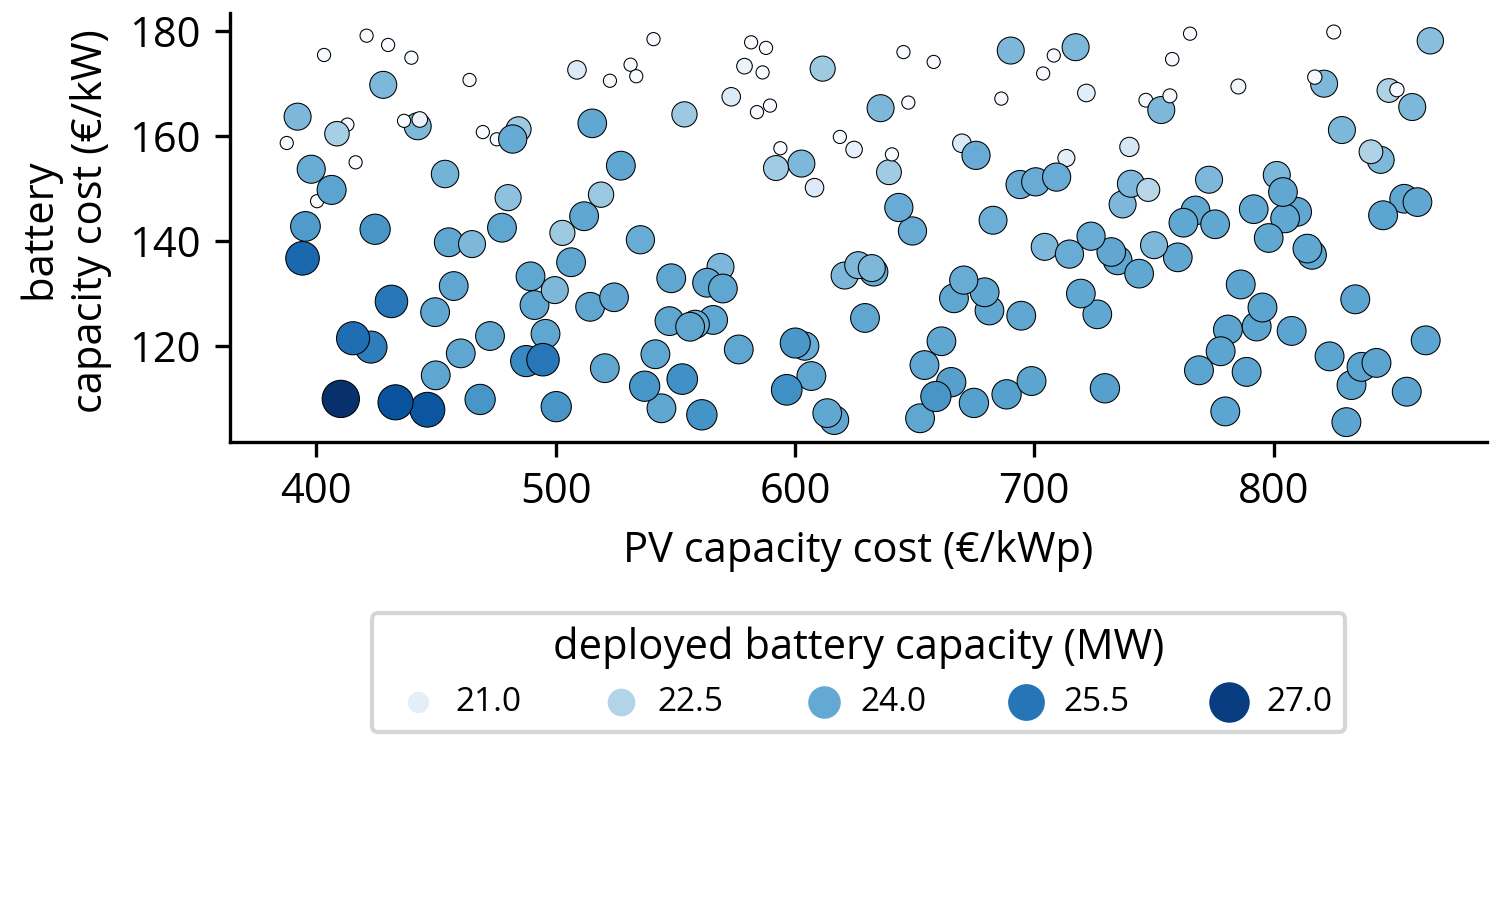 180
160
140
120
battery
capacity cost (€/kW)
400 500 600 700 800
PV capacity cost (€/kWp)
deployed battery capacity (MW)
21.0 22.5 24.0 25.5 27.0